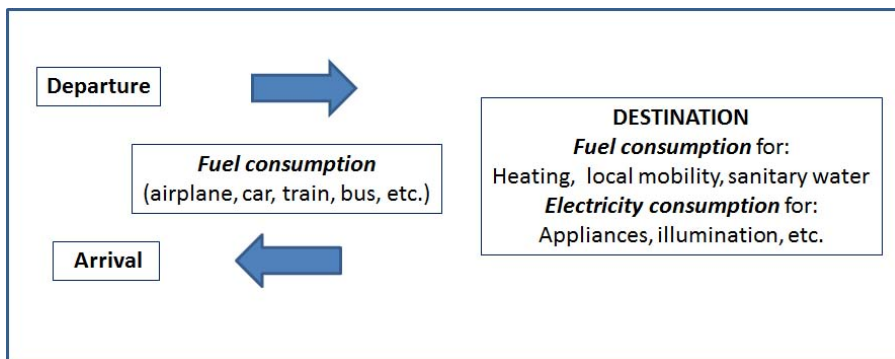 Departure
Fuel consumption
(airplane, car, train, bus, etc.)
Arrival
DESTINATION
Fuel consumption for:
Heating, local mobility, sanitary water
Electricity consumption for:
Appliances, illumination, etc.